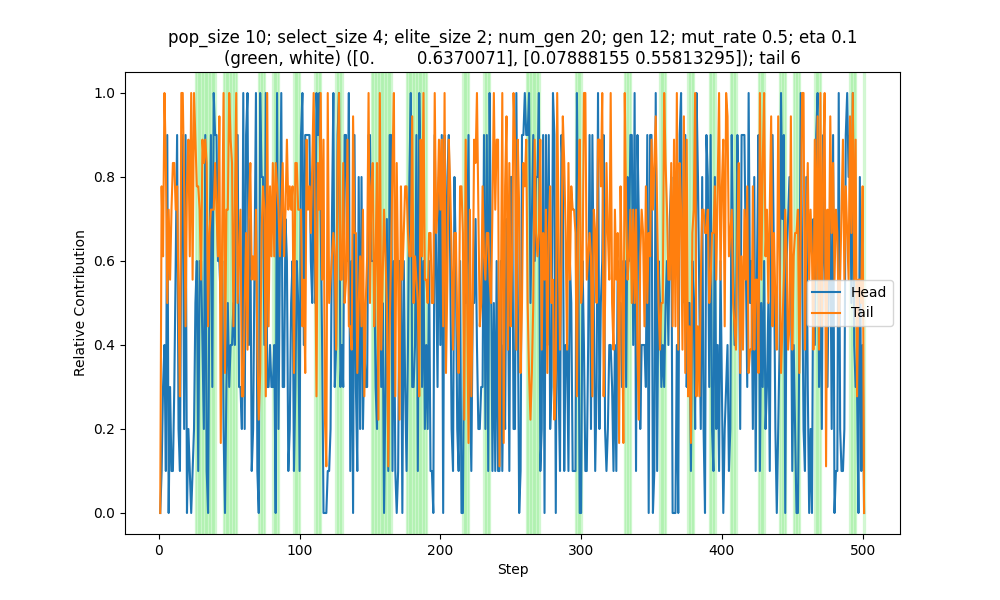 pop_size 10; select_size 4; elite_size 2; num_gen 20; gen 12; mut_rate 0.5; eta 0.1
(green, white) ([0.        0.6370071], [0.07888155 0.55813295]); tail 6
1.0
0.8
0.6
0.4
0.2
0.0
Relative Contribution
Head
Tail
0
100
200
300
400
500
Step